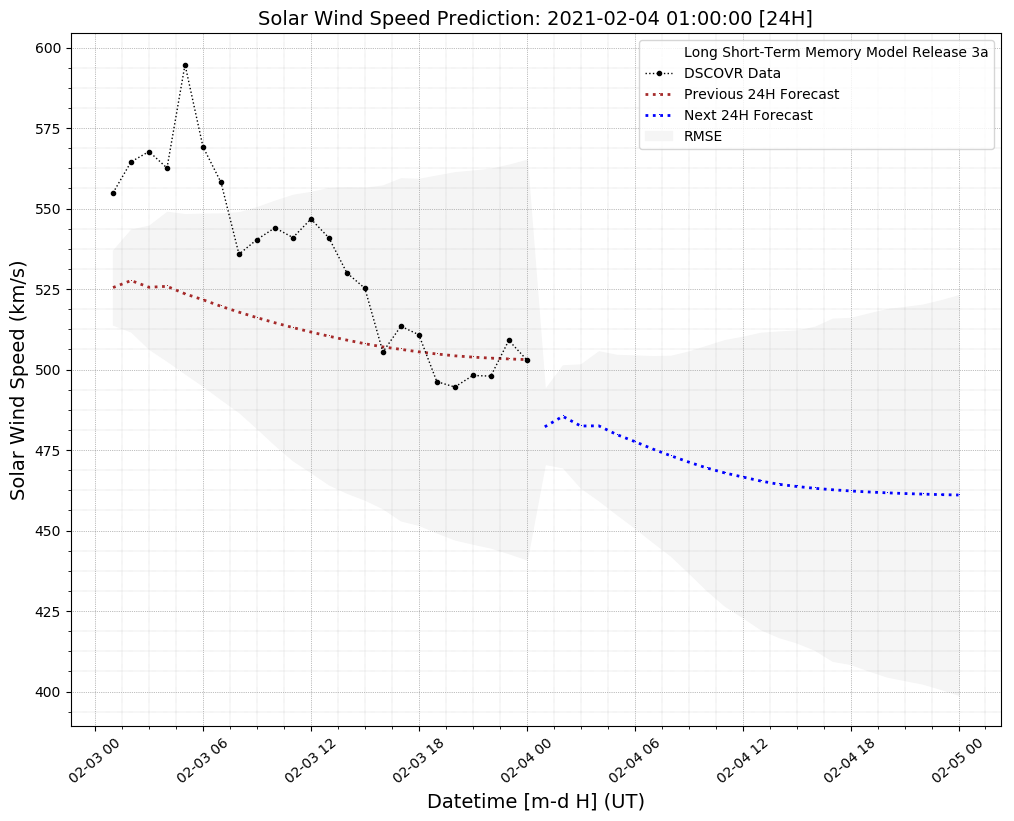 Solar Wind Speed Prediction: 2021-02-04 01:00:00 [24H]
Long Short-Term Memory Model Release 3a
DSCOVR Data
Previous 24H Forecast
Next 24H Forecast
RMSE
Solar Wind Speed (km/s)
600
575
550
525
500
475
450
425
400
02-03 00
02-03 06
02-03 12
02-03 18
02-04 00
02-04 06
02-04 12
02-04 18
02-05 00
Datetime [m-d H] (UT)